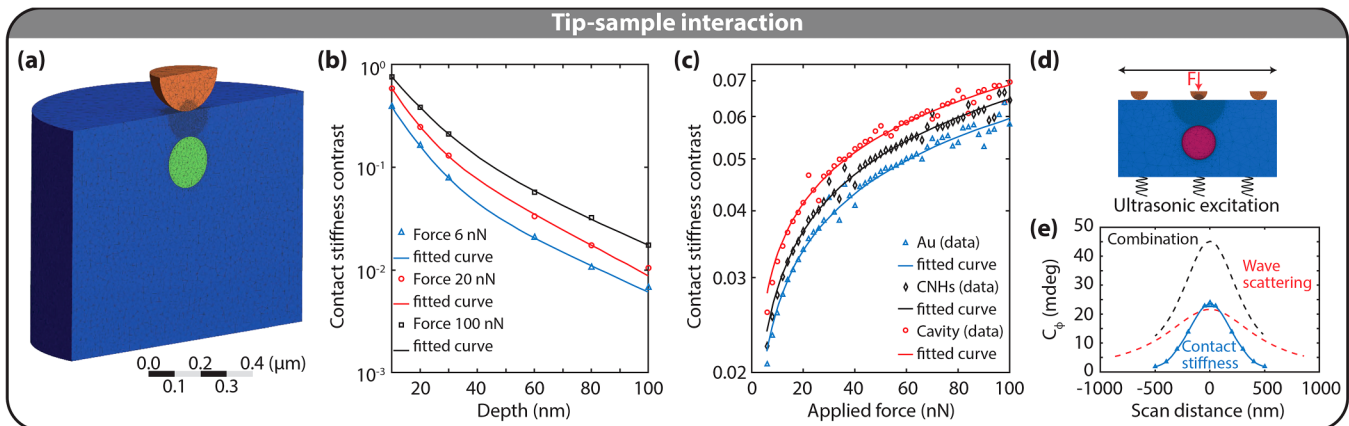 Tip-sample interaction
(a)
0.0 0.2 0.4 (μm)
0.1 0.3
(b)
Contact stiffness contrast
10⁰
10⁻¹
10⁻²
10⁻³
Force 6 nN
fitted curve
Force 20 nN
fitted curve
Force 100 nN
fitted curve
20 40 60 80 100
Depth (nm)
(c)
Contact stiffness contrast
0.07
0.06
0.05
0.04
0.03
0.02
Au (data)
fitted curve
CNHs (data)
fitted curve
Cavity (data)
fitted curve
0 20 40 60 80 100
Applied force (nN)
(d)
F
Ultrasonic excitation
(e)
C_ϕ (mdeg)
50
40
30
20
10
0
Combination
Wave
scattering
Contact
stiffness
-1000 -500 0 500 1000
Scan distance (nm)